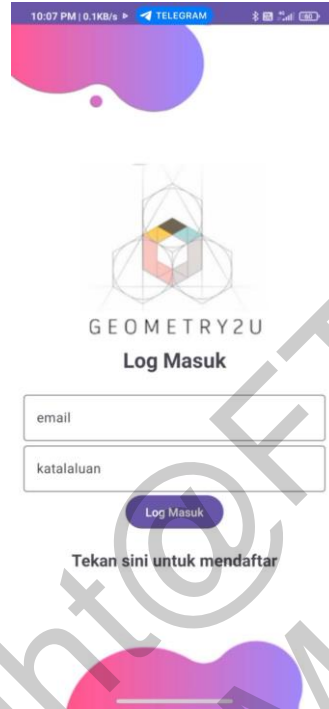 10:07 PM | 0.1KB/s TELEGRAM
GEOMETRY2U
Log Masuk
email
katalaluan
Log Masuk
Tekan sini untuk mendaftar